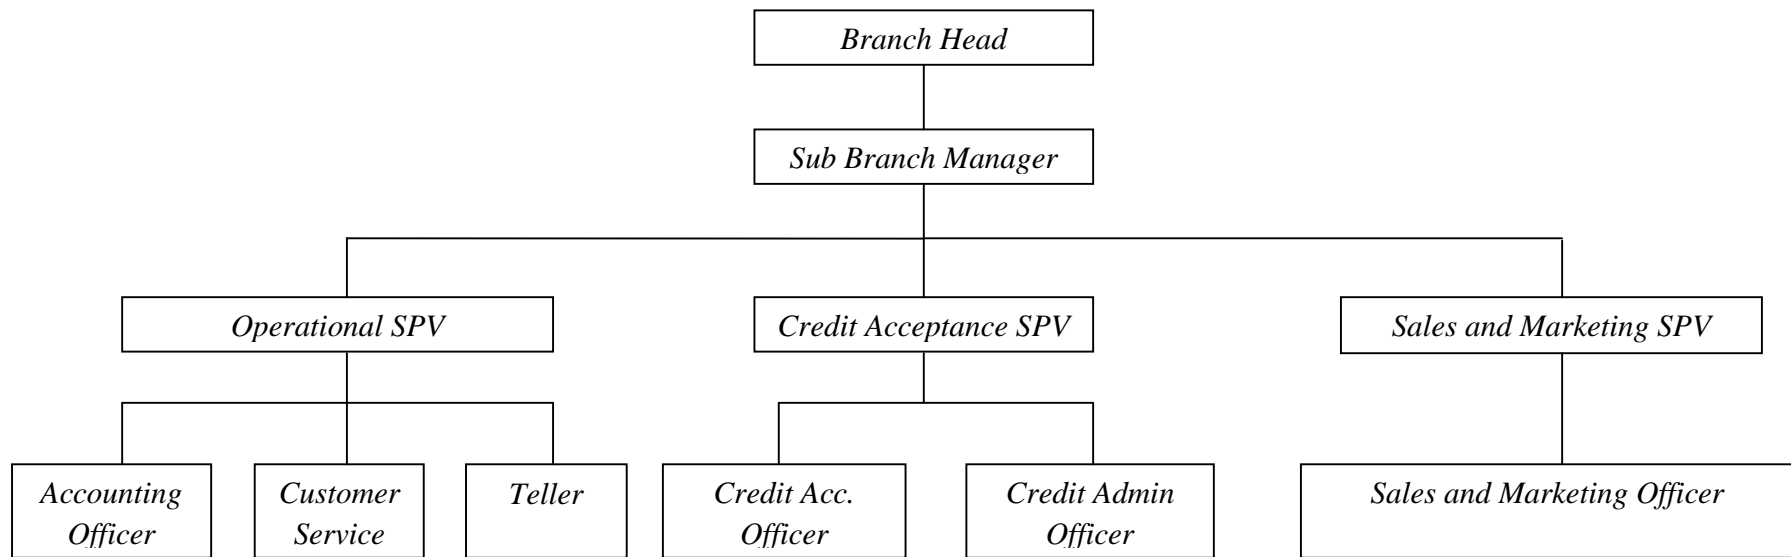 Branch Head
Sub Branch Manager
Operational SPV
Credit Acceptance SPV
Sales and Marketing SPV
Accounting
Officer
Customer
Service
Teller
Credit Acc.
Officer
Credit Admin
Officer
Sales and Marketing Officer